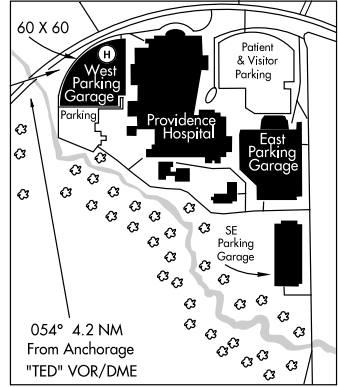 60 X 60
H
West
Parking
Garage
Parking
Providence
Hospital
Patient
& Visitor
Parking
East
Parking
Garage
SE
Parking
Garage
054° 4.2 NM
From Anchorage
"TED" VOR/DME